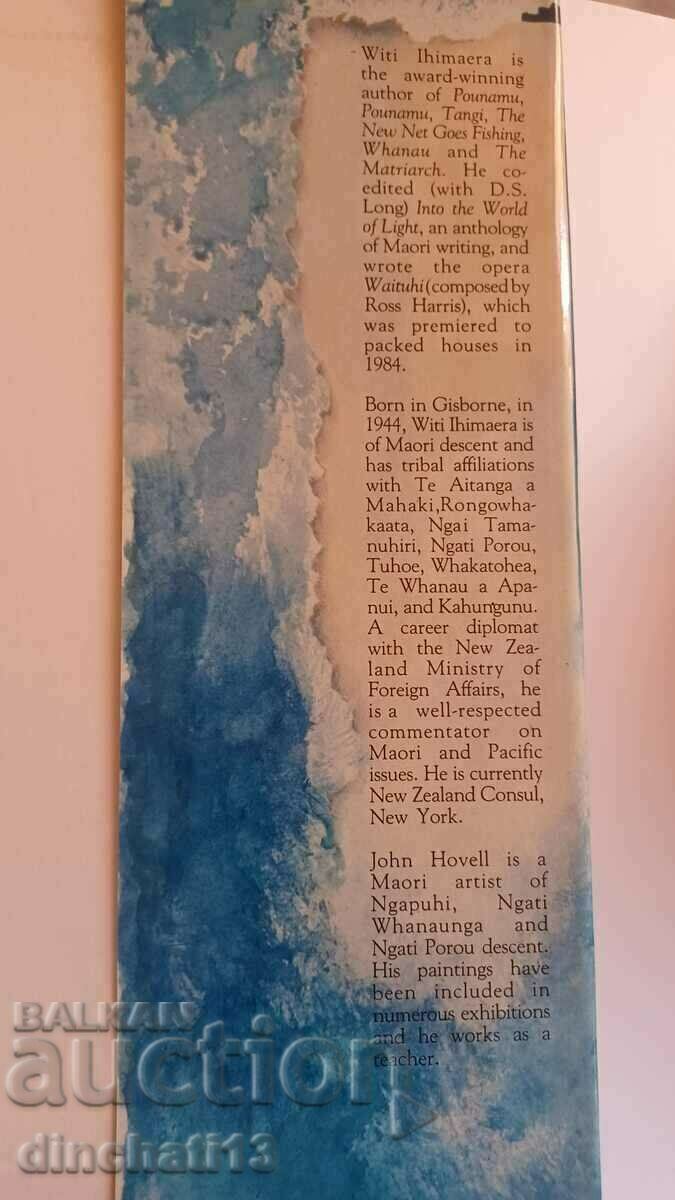 Witi Ihimaera is
the award-winning
author of Pounamu,
Pounamu, Tangi, The
New Net Goes Fishing,
Whanau and The
Matriarch. He co-
edited (with D.S.
Long) Into the World
of Light, an anthology
of Maori writing, and
wrote the opera
Waituhi (composed by
Ross Harris), which
was premiered to
packed houses in
1984.
Born in Gisborne, in
1944, Witi Ihimaera is
of Maori descent and
has tribal affiliations
with Te Aitanga a
Mahaki, Rongowha-
kaata, Ngai Tama-
nuhiri, Ngati Porou,
Tuhoe, Whakatohea,
Te Whanau a Apa-
nui, and Kahungunu.
A career diplomat
with the New Zea-
land Ministry of
Foreign Affairs, he
is a well-respected
commentator on
Maori and Pacific
issues. He is currently
New Zealand Consul,
New York.
John Hovell is a
Maori artist of
Ngapuhi, Ngati
Whanaunga and
Ngati Porou descent.
His paintings have
been included in
numerous exhibitions
and he works as a
teacher.
BALKAN
auction
dinchati13